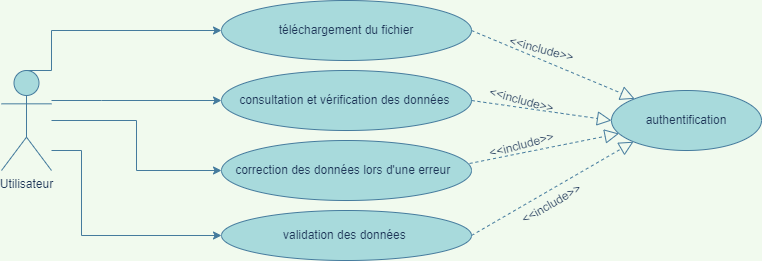 téléchargement du fichier
<<include>>
consultation et vérification des données
<<include>>
authentification
<<include>>
correction des données lors d'une erreur
Utilisateur
<<include>>
validation des données